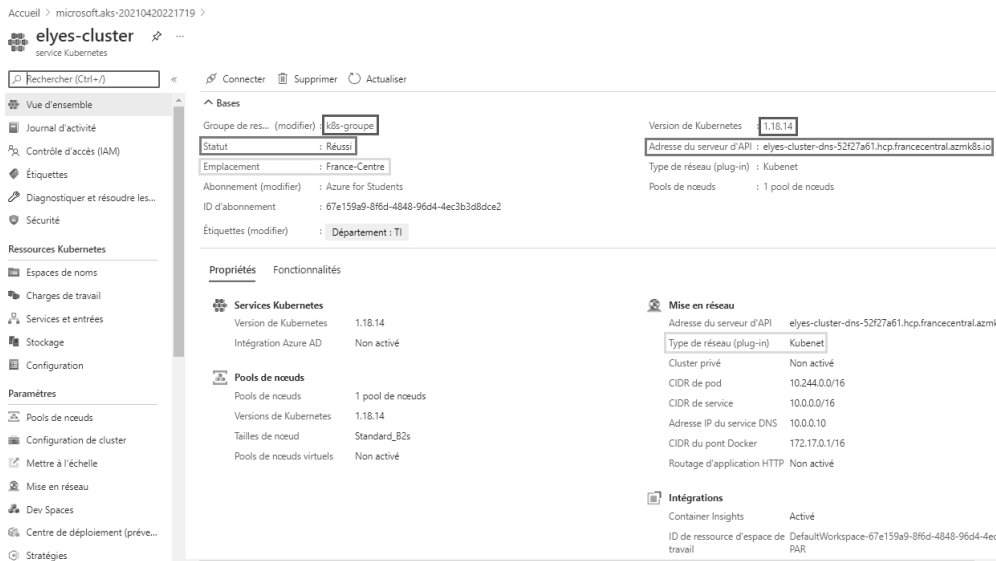 Accueil > microsoft.aks-20210420221719 >
elyes-cluster
service Kubernetes
Rechercher (Ctrl+/)
«
Connecter Supprimer Actualiser
Vue d'ensemble
Journal d'activité
Contrôle d'accès (IAM)
Étiquettes
Diagnostiquer et résoudre les...
Sécurité
Ressources Kubernetes
Espaces de noms
Charges de travail
Services et entrées
Stockage
Configuration
Paramètres
Pools de nœuds
Configuration de cluster
Mettre à l'échelle
Mise en réseau
Dev Spaces
Centre de déploiement (préve...
Stratégies
Bases
Groupe de res... (modifier) : k8s-groupe
Statut : Réussi
Emplacement : France-Centre
Abonnement (modifier) : Azure for Students
ID d'abonnement : 67e159a9-8f6d-4848-96d4-4ec3b3d8dce2
Étiquettes (modifier) : Département : TI
Version de Kubernetes : 1.18.14
Adresse du serveur d'API : elyes-cluster-dns-52f27a61.hcp.francecentral.azmk8s.io
Type de réseau (plug-in) : Kubenet
Pools de nœuds : 1 pool de nœuds
Propriétés Fonctionnalités
Services Kubernetes
Version de Kubernetes 1.18.14
Intégration Azure AD Non activé
Pools de nœuds
Pools de nœuds 1 pool de nœuds
Versions de Kubernetes 1.18.14
Tailles de nœud Standard_B2s
Pools de nœuds virtuels Non activé
Mise en réseau
Adresse du serveur d'API elyes-cluster-dns-52f27a61.hcp.francecentral.azmk
Type de réseau (plug-in) Kubenet
Cluster privé Non activé
CIDR de pod 10.244.0.0/16
CIDR de service 10.0.0.0/16
Adresse IP du service DNS 10.0.0.10
CIDR du pont Docker 172.17.0.1/16
Routage d'application HTTP Non activé
Intégrations
Container Insights Activé
ID de ressource d'espace de DefaultWorkspace-67e159a9-8f6d-4848-96d4-4ec
travail PAR